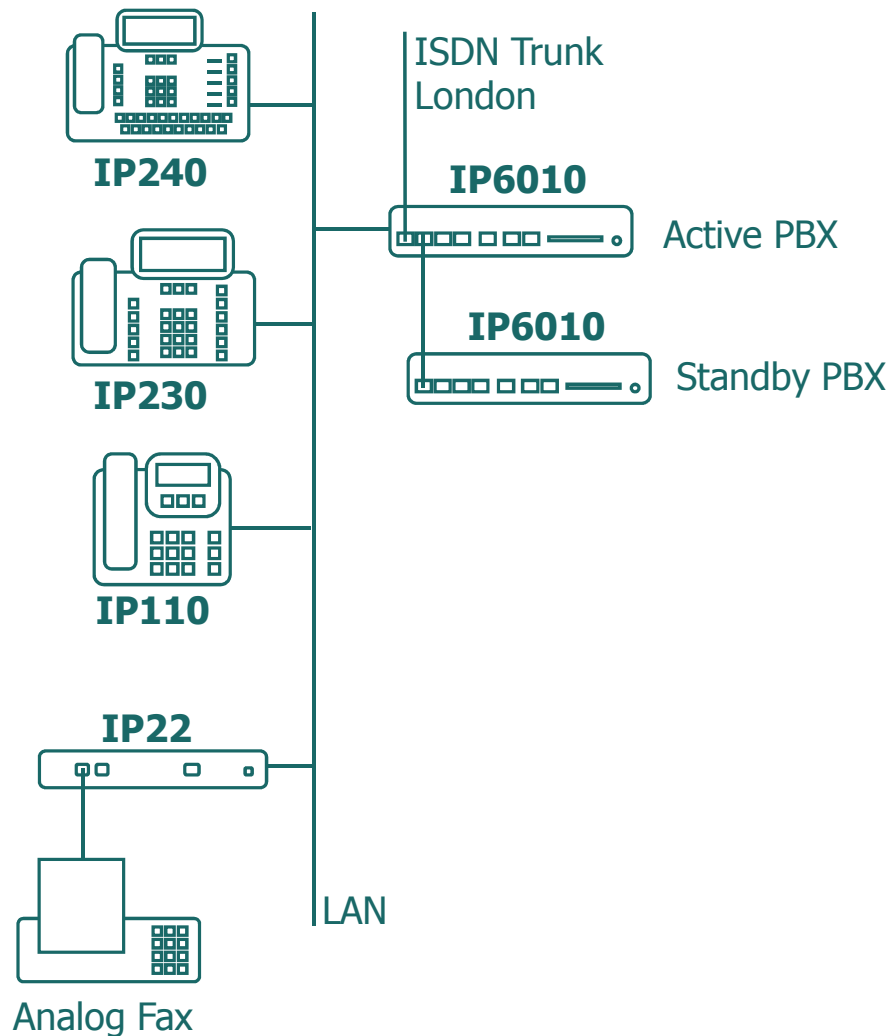 ISDN Trunk
London
IP240
IP6010
Active PBX
IP6010
Standby PBX
IP230
IP110
IP22
LAN
Analog Fax